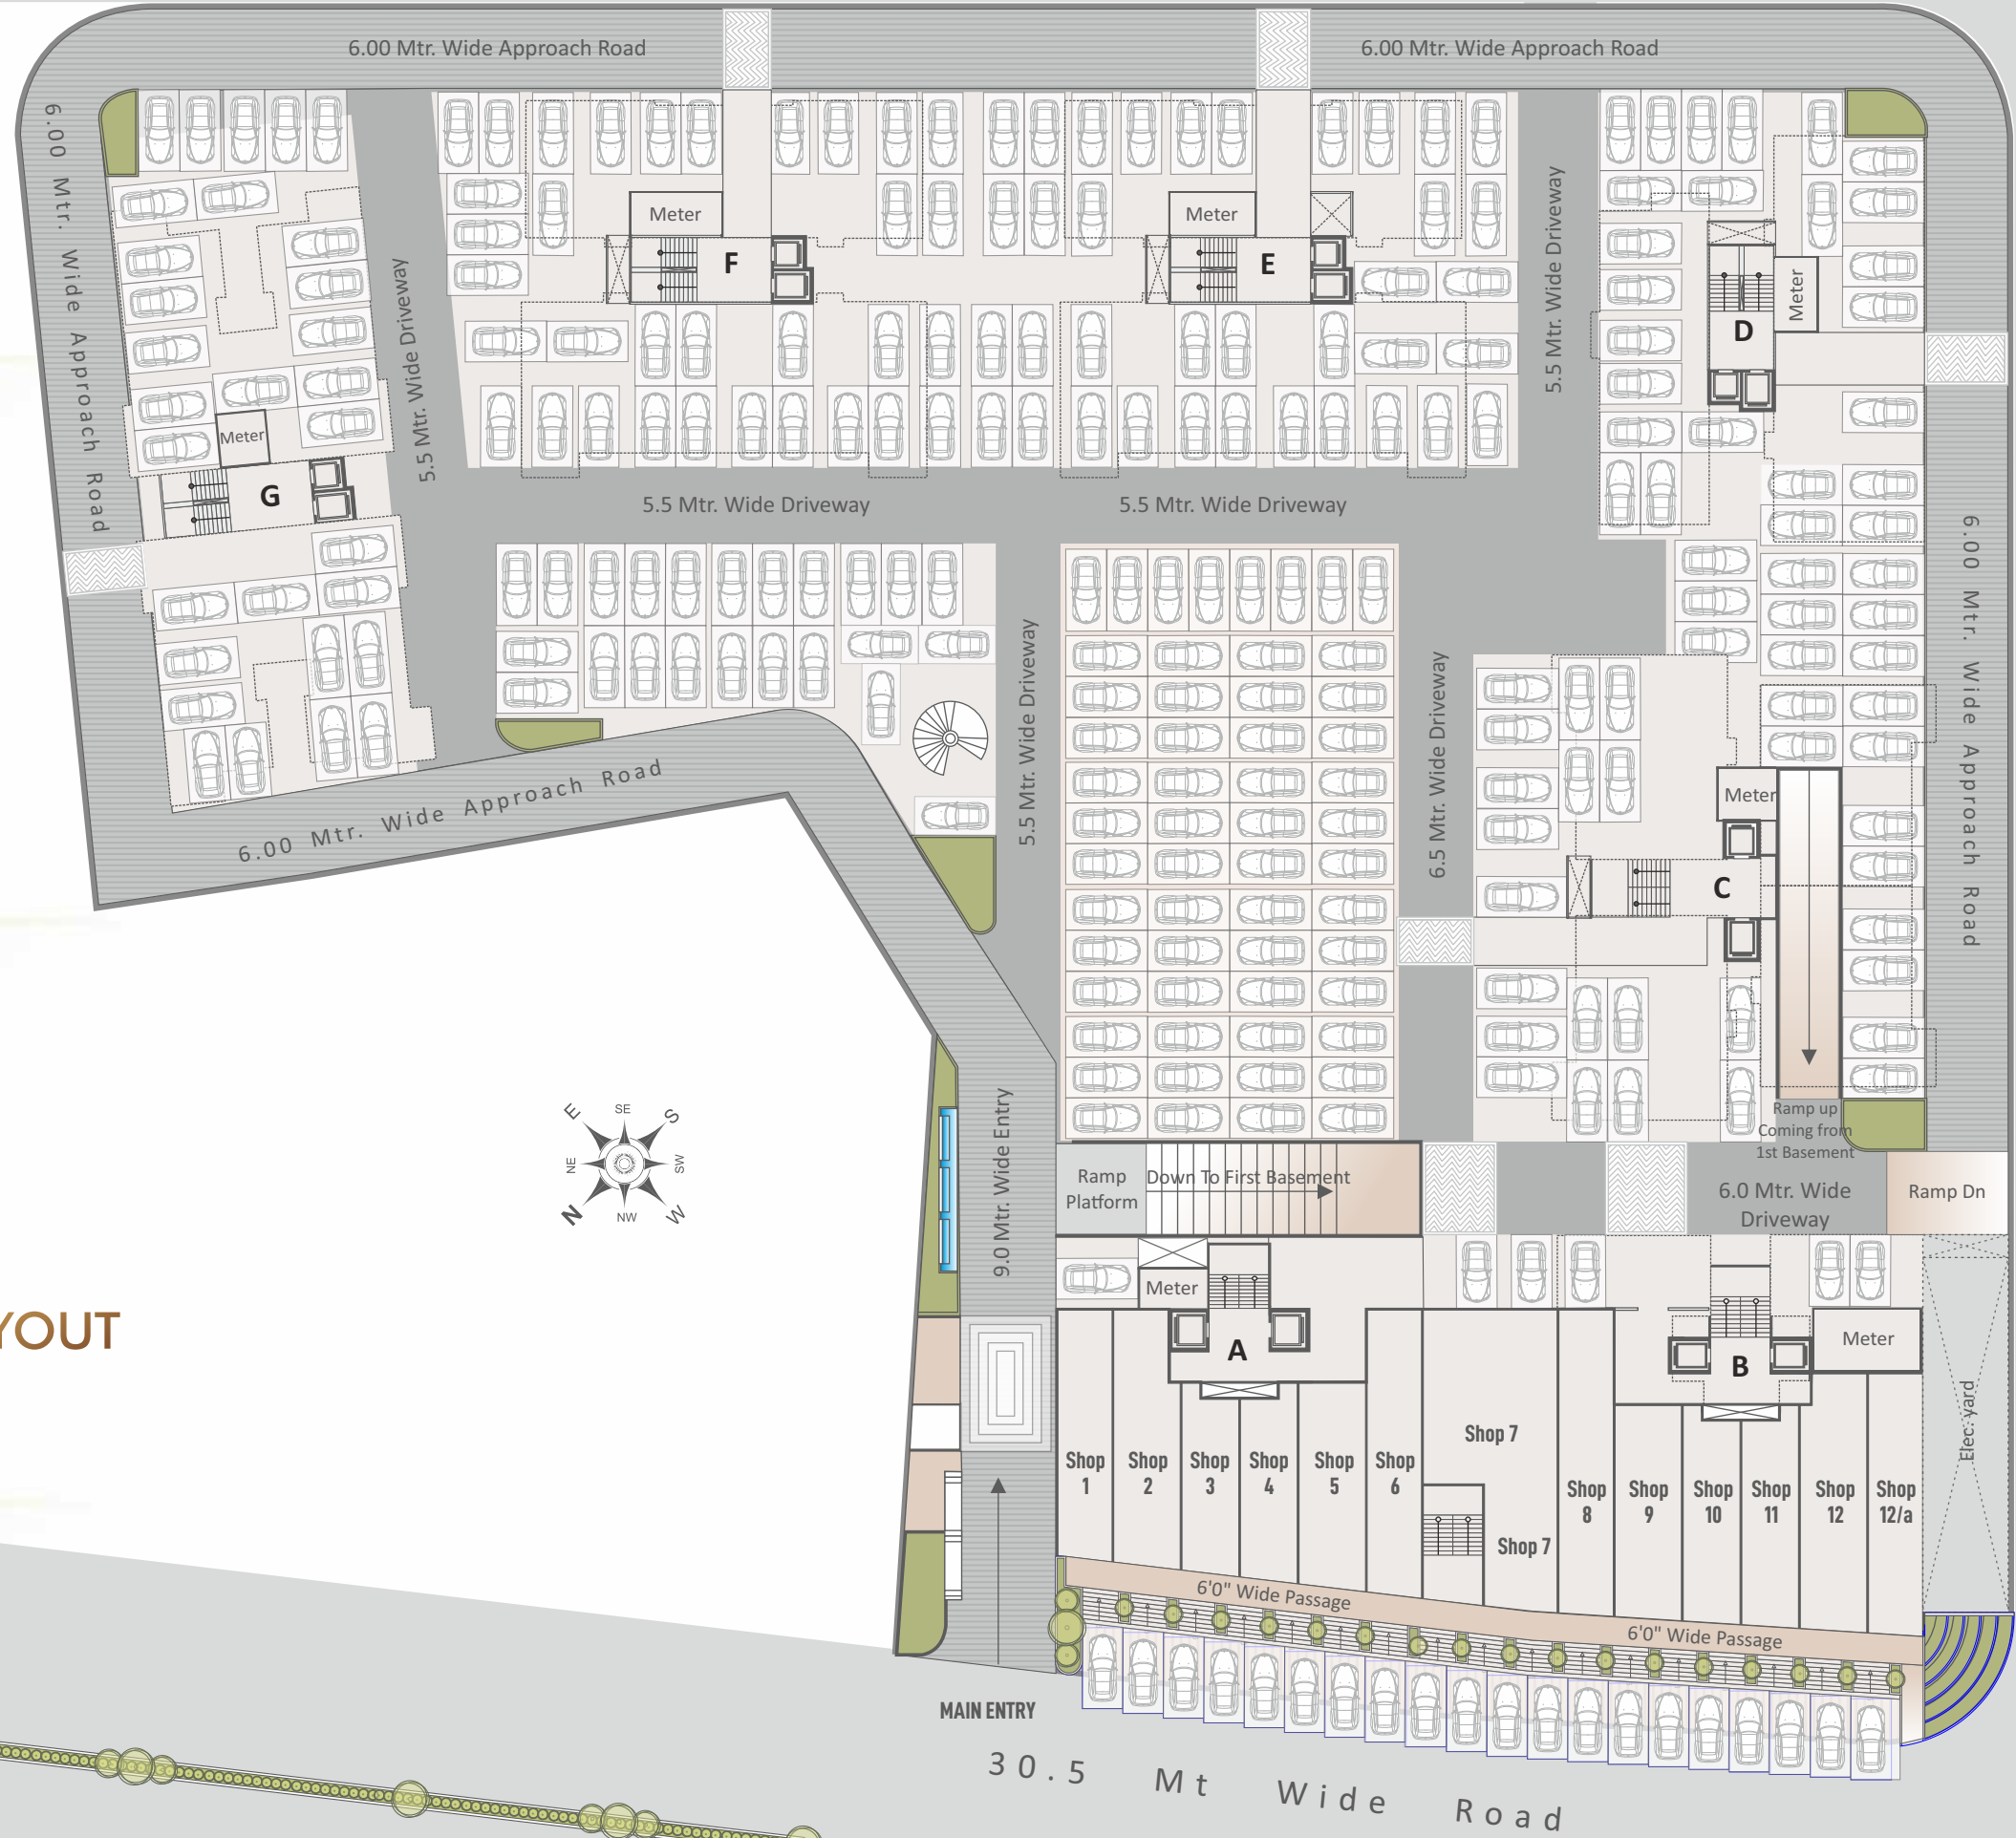 6.00 Mtr. Wide Approach Road
6.00 Mtr. Wide Approach Road
6.00 Mtr. Wide Approach Road
5.5 Mtr. Wide Driveway
Meter
F
Meter
E
5.5 Mtr. Wide Driveway
Meter
D
Meter
G
5.5 Mtr. Wide Driveway
5.5 Mtr. Wide Driveway
6.00 Mtr. Wide Approach Road
5.5 Mtr. Wide Driveway
6.5 Mtr. Wide Driveway
Meter
C
6.00 Mtr. Wide Approach Road
Ramp up
Coming from
1st Basement
E
SE
S
NE
SW
N
NW
W
9.0 Mtr. Wide Entry
Ramp
Platform
Down To First Basement
6.0 Mtr. Wide
Driveway
Ramp Dn
Meter
A
B
Meter
YOUT
Elec. yard
Shop
1
Shop
2
Shop
3
Shop
4
Shop
5
Shop
6
Shop 7
Shop 7
Shop
8
Shop
9
Shop
10
Shop
11
Shop
12
Shop
12/a
6'0" Wide Passage
6'0" Wide Passage
MAIN ENTRY
30.5 Mt Wide Road